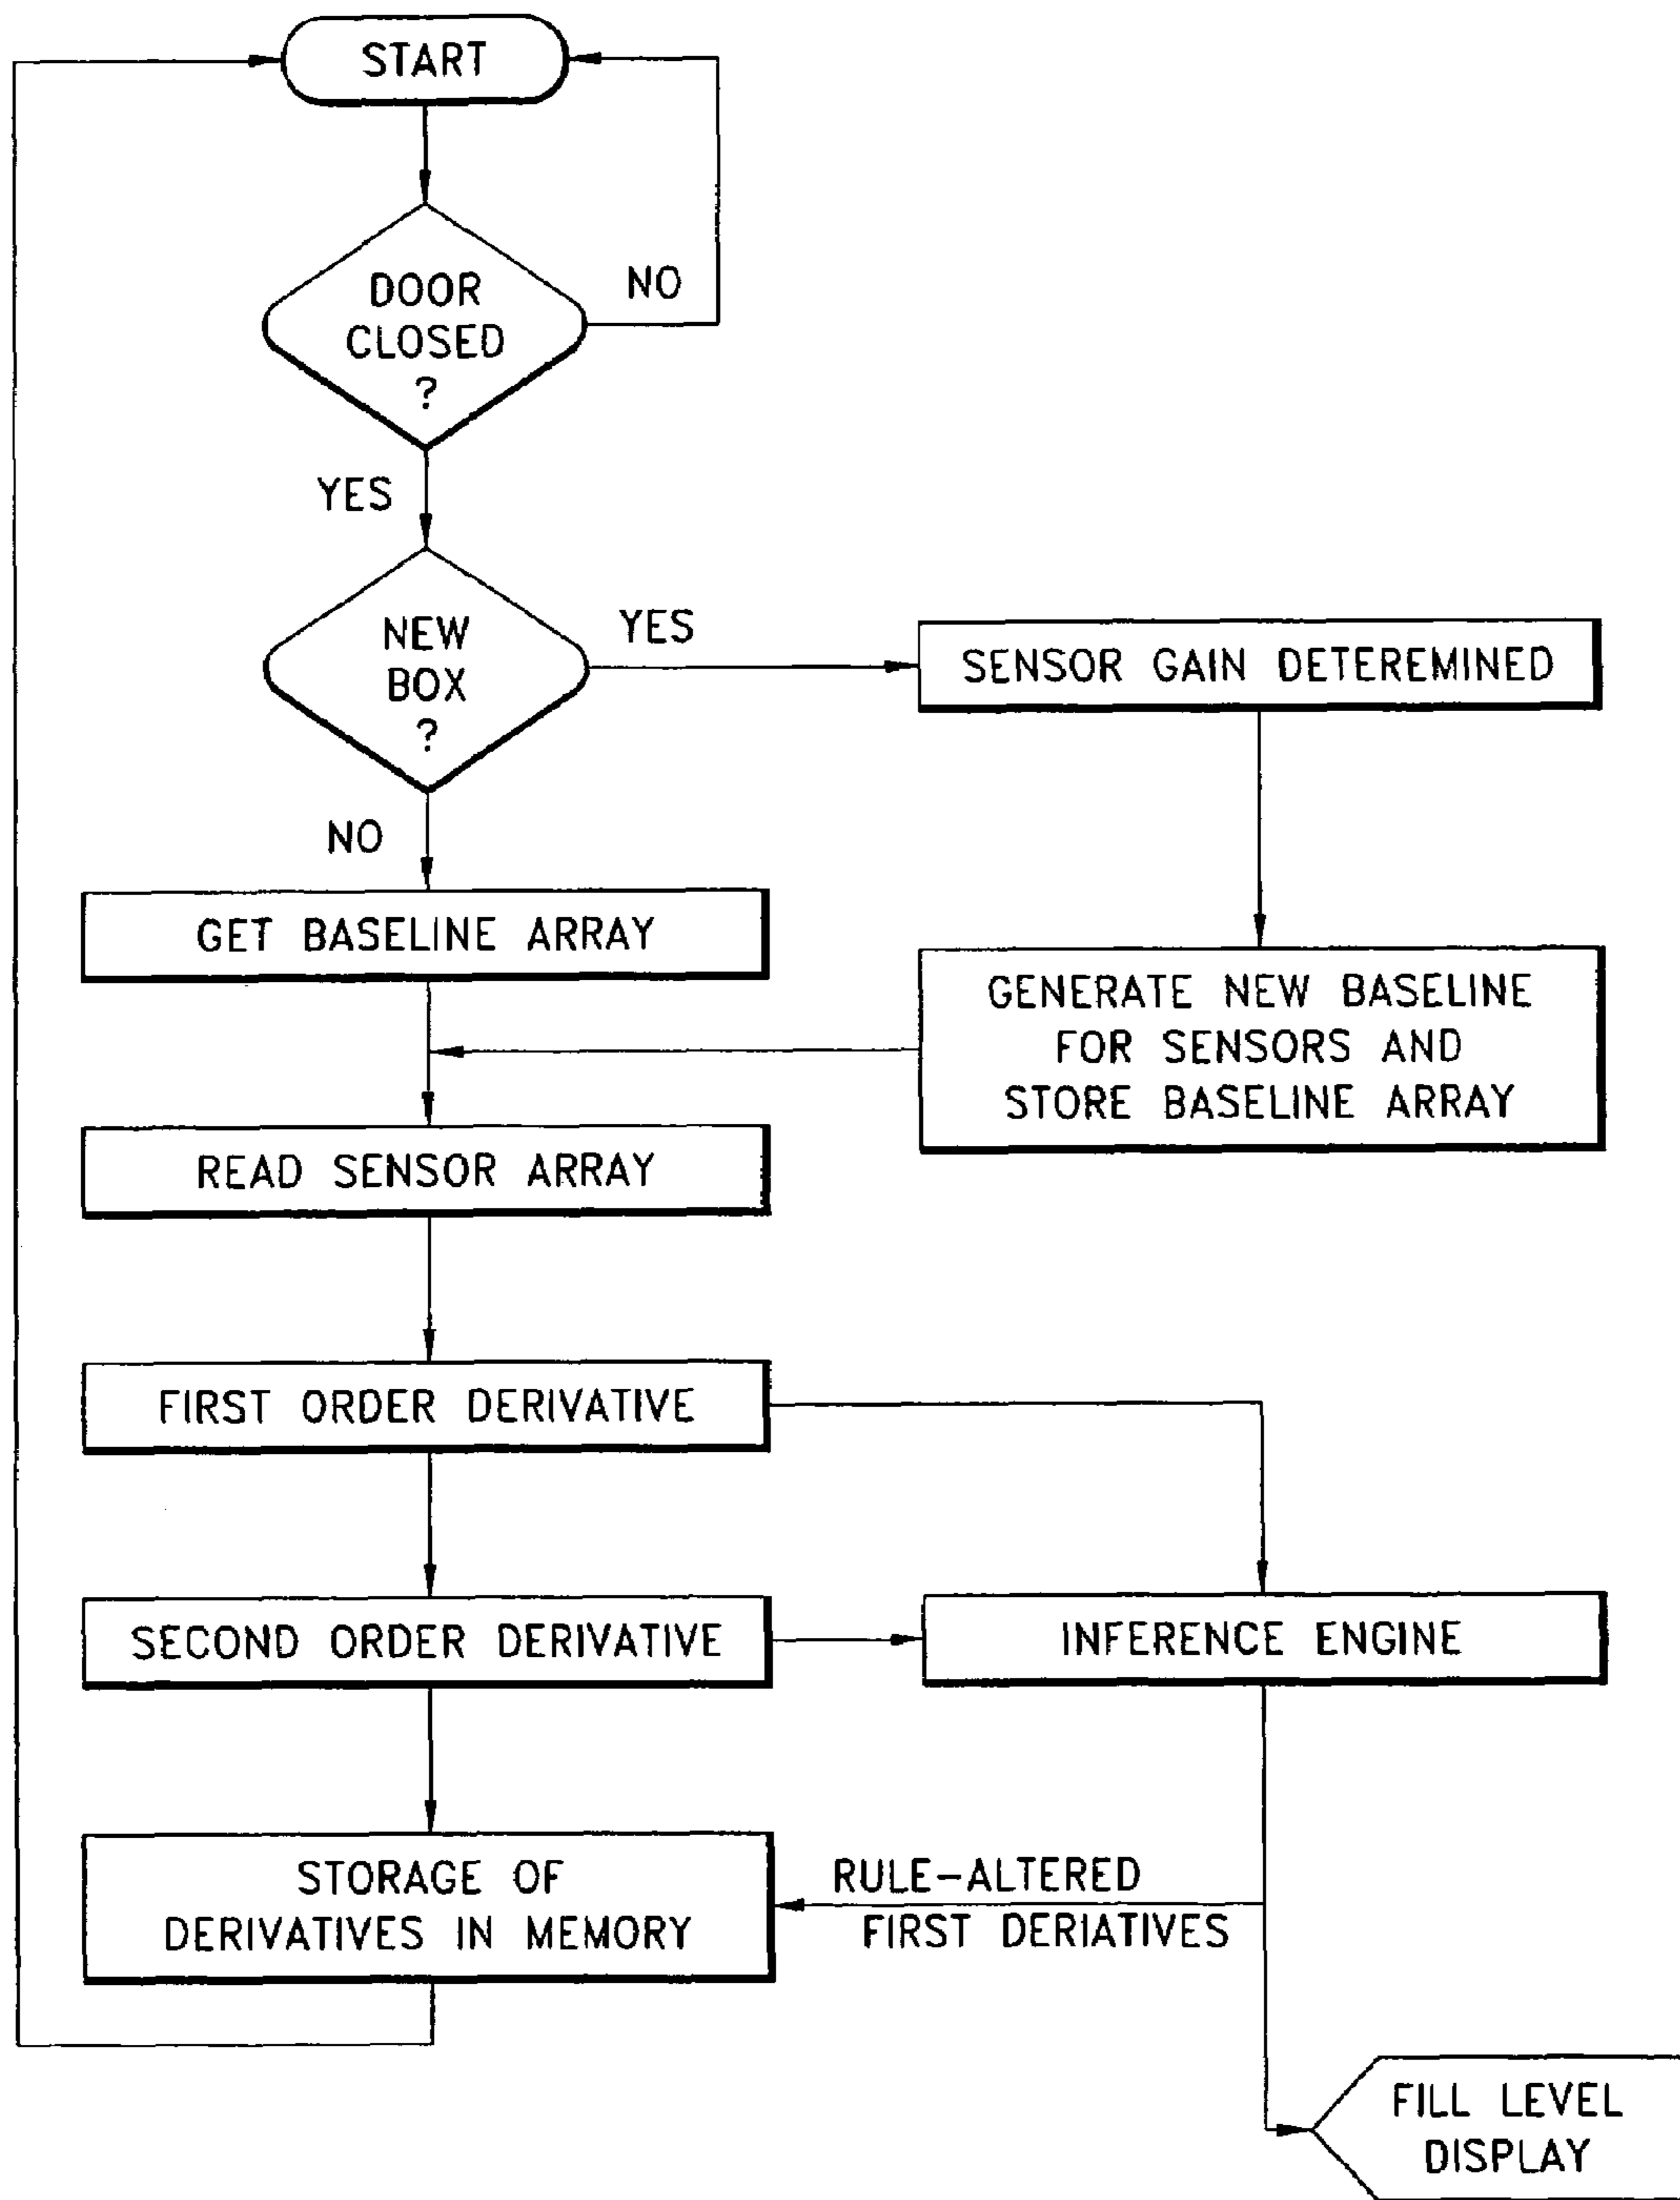 START
DOOR
CLOSED
?
NO
YES
NEW
BOX
?
YES
SENSOR GAIN DETEREMINED
NO
GET BASELINE ARRAY
GENERATE NEW BASELINE
FOR SENSORS AND
STORE BASELINE ARRAY
READ SENSOR ARRAY
FIRST ORDER DERIVATIVE
SECOND ORDER DERIVATIVE
INFERENCE ENGINE
STORAGE OF
DERIVATIVES IN MEMORY
RULE-ALTERED
FIRST DERIATIVES
FILL LEVEL
DISPLAY